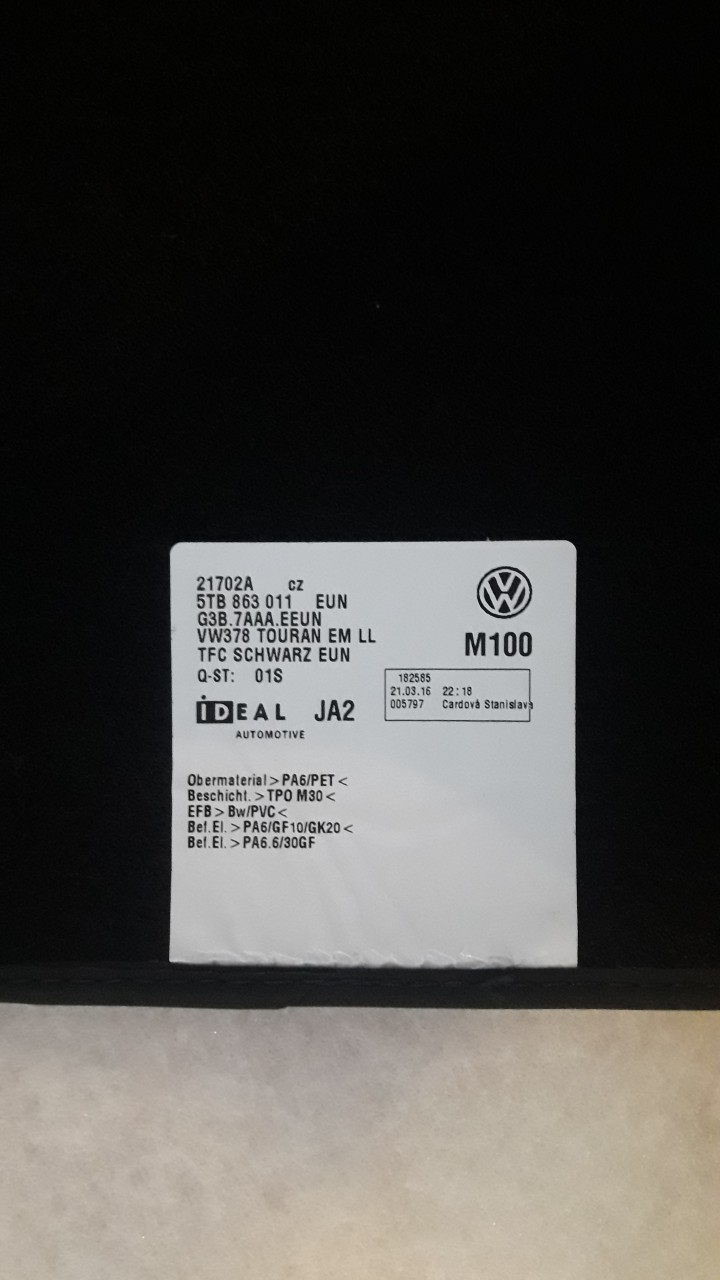 21702A CZ
5TB 863 011 EUN
G3B.7AAA.EEUN
VW378 TOURAN EM LL
TFC SCHWARZ EUN
Q-ST: 01S
M100
182585
21.03.16 22:18
005797 Cardová Stanislava
IDEAL JA2
AUTOMOTIVE
Obermaterial >PA6/PET<
Beschicht. >TPO M30<
EFB >Bw/PVC<
Bef.El. >PA6/GF10/GK20<
Bef.El. >PA6.6/30GF